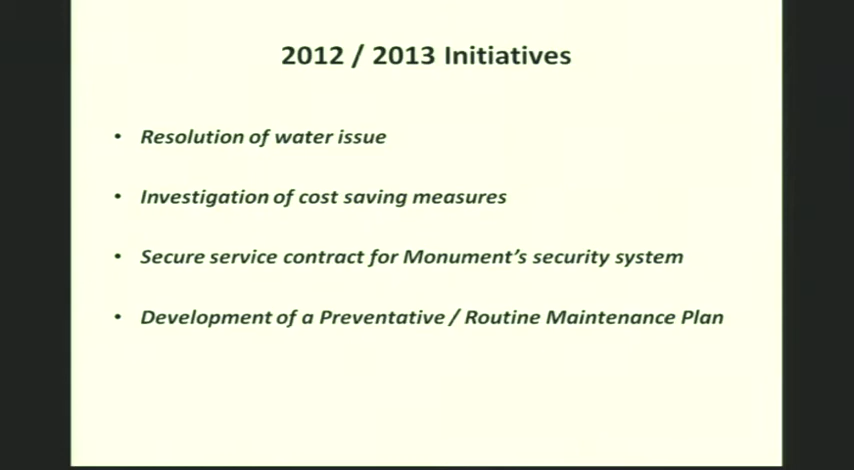 2012 / 2013 Initiatives
• Resolution of water issue
• Investigation of cost saving measures
• Secure service contract for Monument's security system
• Development of a Preventative / Routine Maintenance Plan